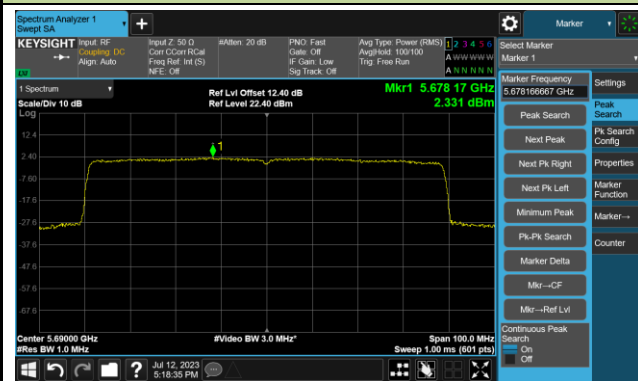 Spectrum Analyzer 1
Swept SA
+
Marker
KEYSIGHT
Input: RF
Coupling: DC
Align: Auto
Input Z: 50 Ω
Corr CCorr RCal
Freq Ref: Int (S)
NFE: Off
#Atten: 20 dB
PNO: Fast
Gate: Off
IF Gain: Low
Sig Track: Off
Avg Type: Power (RMS)
Avg|Hold: 100/100
Trig: Free Run
1 2 3 4 5 6
A W W W W W
A N N N N N
Select Marker
Marker 1
LXI
1 Spectrum
Scale/Div 10 dB
Log
Ref Lvl Offset 12.40 dB
Ref Level 22.40 dBm
Mkr1 5.678 17 GHz
2.331 dBm
12.4
2.40
-7.60
-17.6
-27.6
-37.6
-47.6
-57.6
-67.6
1
Center 5.69000 GHz
#Res BW 1.0 MHz
#Video BW 3.0 MHz*
Span 100.0 MHz
Sweep 1.00 ms (601 pts)
Marker Frequency
5.678166667 GHz
Peak Search
Next Peak
Next Pk Right
Next Pk Left
Minimum Peak
Pk-Pk Search
Marker Delta
Mkr→CF
Mkr→Ref Lvl
Continuous Peak
Search
On
Off
Settings
Peak
Search
Pk Search
Config
Properties
Marker
Function
Marker→
Counter
?
Jul 12, 2023
5:18:35 PM